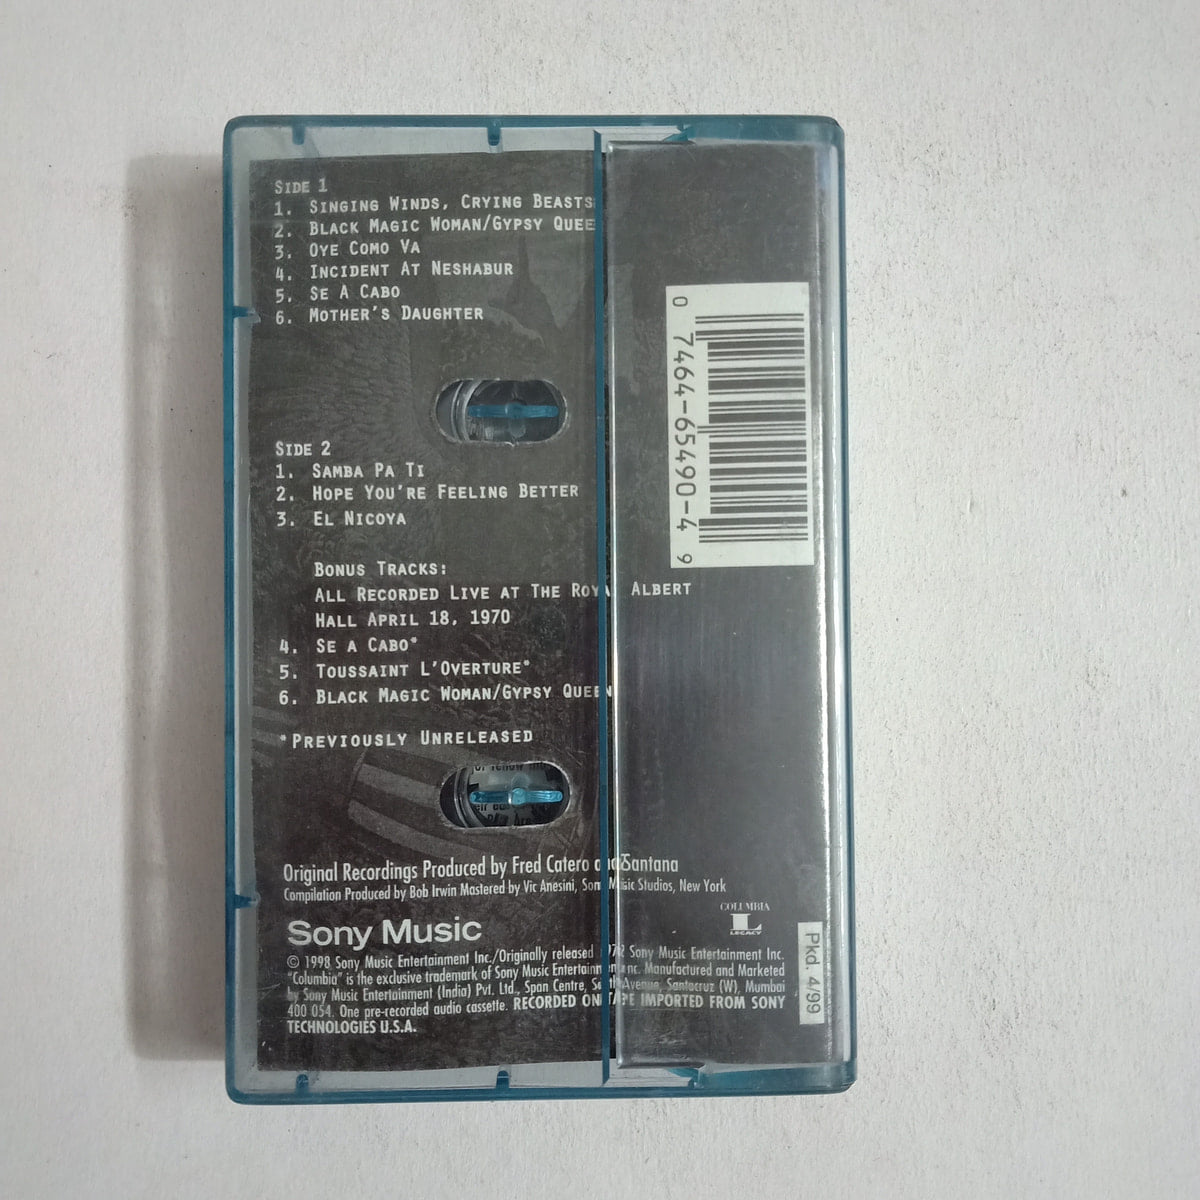 SIDE 1
1. SINGING WINDS, CRYING BEASTS
2. BLACK MAGIC WOMAN/GYPSY QUEE
3. OYE COMO VA
4. INCIDENT AT NESHABUR
5. SE A CABO
6. MOTHER'S DAUGHTER
SIDE 2
1. SAMBA PA TI
2. HOPE YOU'RE FEELING BETTER
3. EL NICOYA
BONUS TRACKS:
ALL RECORDED LIVE AT THE ROYAL ALBERT
HALL APRIL 18, 1970
4. SE A CABO*
5. TOUSSAINT L'OVERTURE*
6. BLACK MAGIC WOMAN/GYPSY QUEEN
*PREVIOUSLY UNRELEASED
Original Recordings Produced by Fred Catero and Santana
Compilation Produced by Bob Irwin Mastered by Vic Anesini, Sony Music Studios, New York
Sony Music
© 1998 Sony Music Entertainment Inc./Originally released Sony Music Entertainment Inc.
"Columbia" is the exclusive trademark of Sony Music Entertainment Inc. Manufactured and Marketed
by Sony Music Entertainment (India) Pvt. Ltd., Span Centre, South Avenue, Santacruz (W), Mumbai
400 054. One pre-recorded audio cassette. RECORDED ON TAPE IMPORTED FROM SONY
TECHNOLOGIES U.S.A.
0 7464-65490-4 9
COLUMBIA
L
LEGACY
Pkd. 4/99